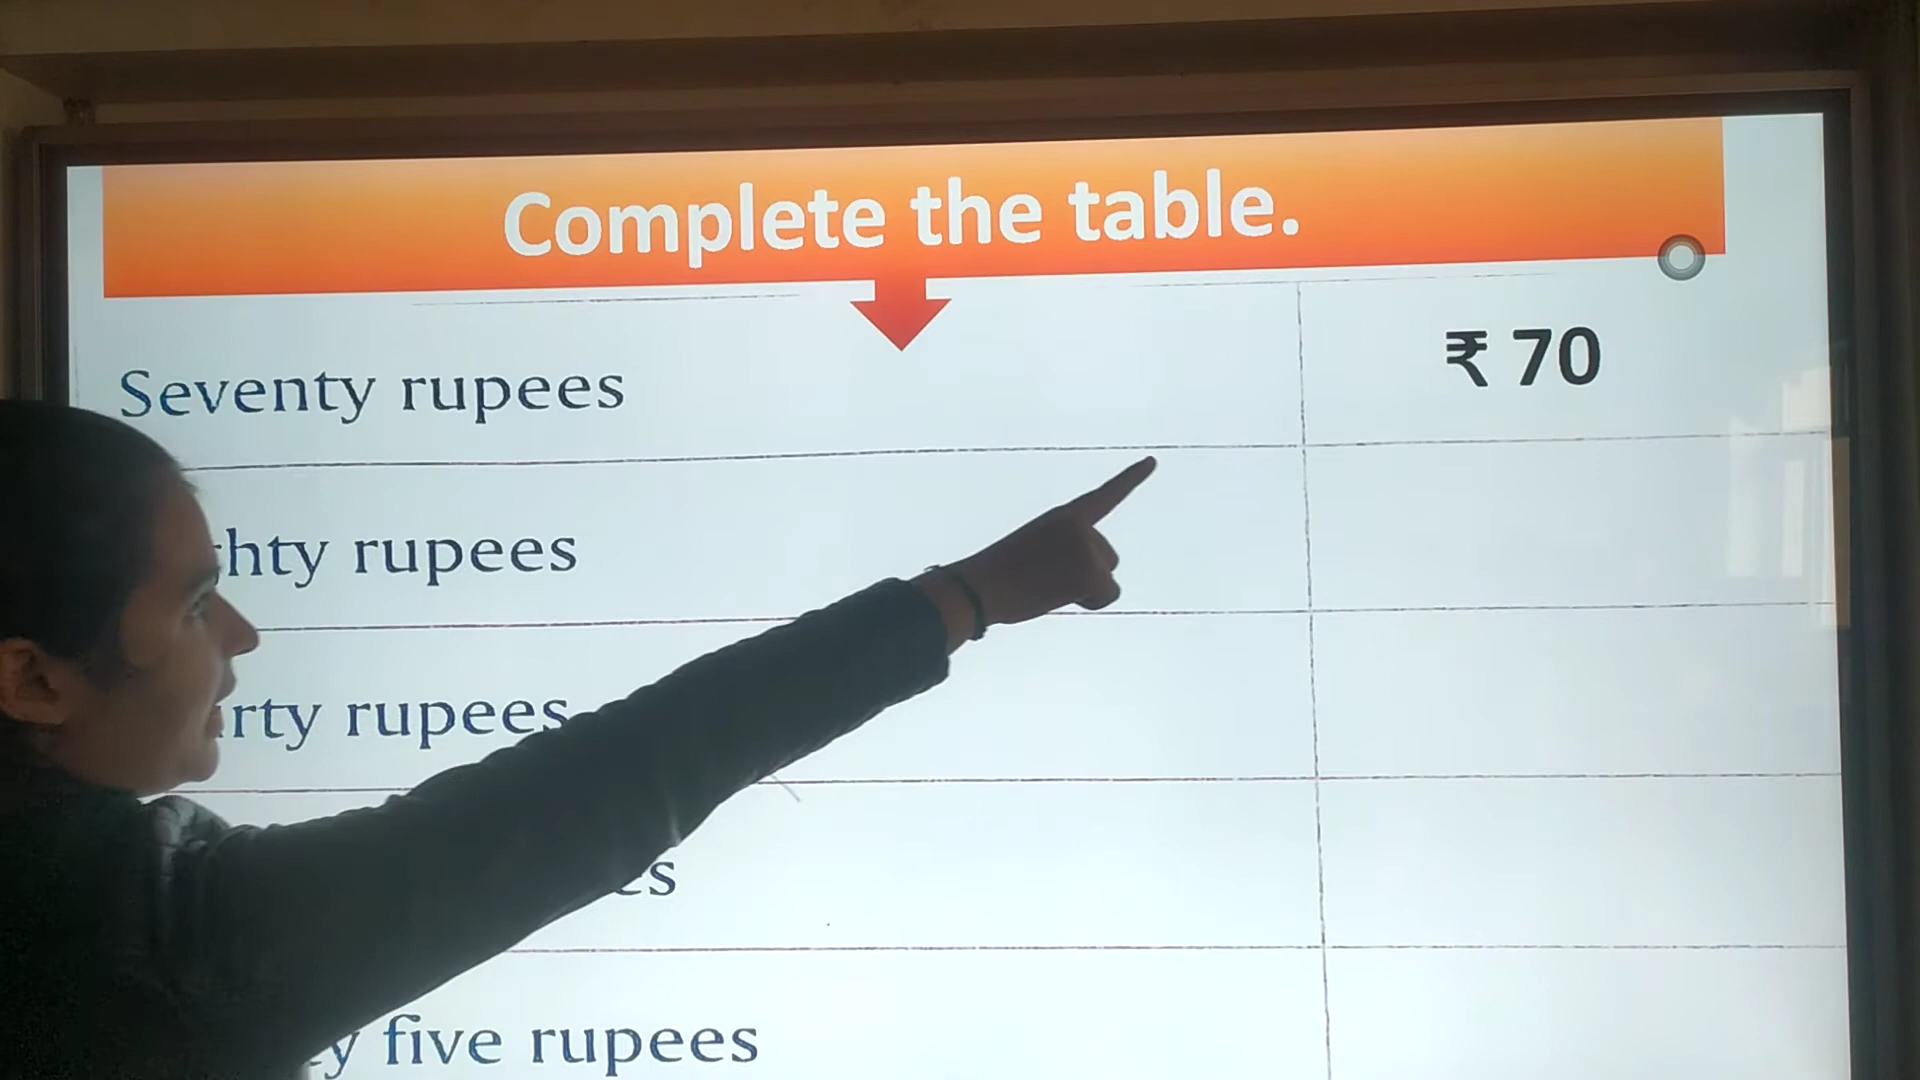 Complete the table.
Seventy rupees ₹ 70
rupees
rupees
five rupees